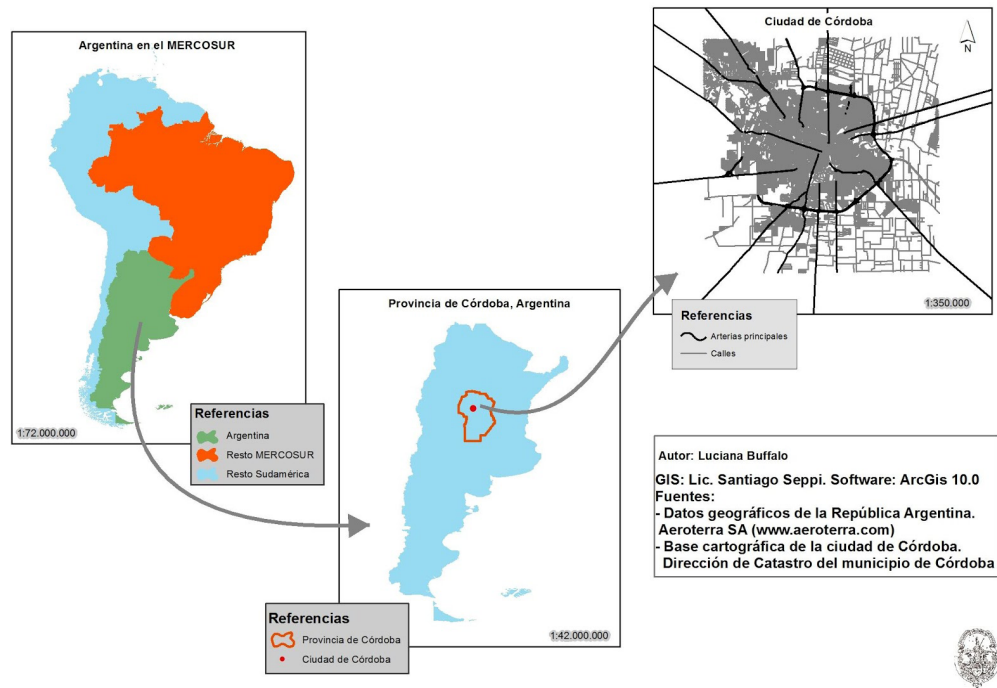 Argentina en el MERCOSUR
1:72.000.000
Referencias
Argentina
Resto MERCOSUR
Resto Sudamérica
Provincia de Córdoba, Argentina
1:42.000.000
Referencias
Provincia de Córdoba
Ciudad de Córdoba
Ciudad de Córdoba
N
1:350.000
Referencias
Arterias principales
Calles
Autor: Luciana Buffalo
GIS: Lic. Santiago Seppi. Software: ArcGis 10.0
Fuentes:
- Datos geográficos de la República Argentina.
Aeroterra SA (www.aeroterra.com)
- Base cartográfica de la ciudad de Córdoba.
Dirección de Catastro del municipio de Córdoba